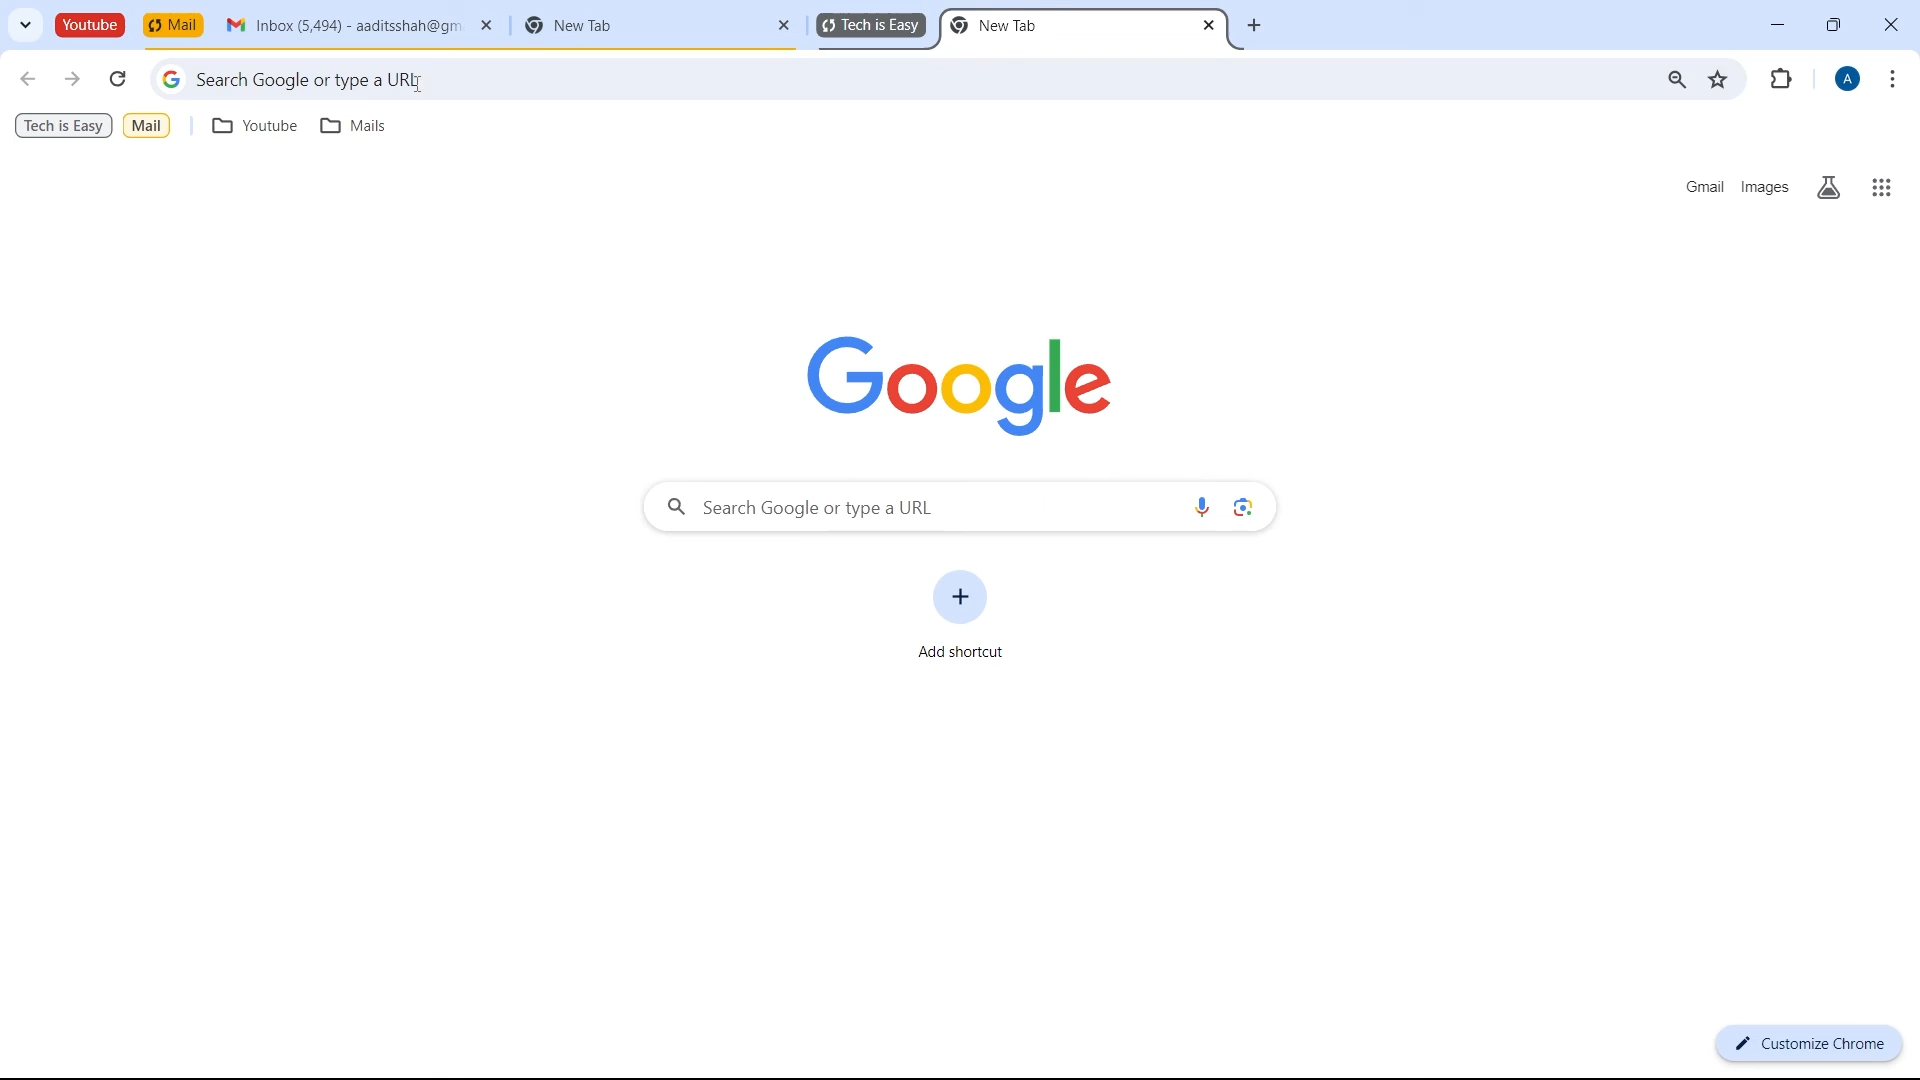 Youtube Mail Inbox (5,494) - aaditsshah@gm New Tab Tech is Easy New Tab
Search Google or type a URL A
Tech is Easy Mail Youtube Mails
Gmail Images
Google
Search Google or type a URL
Add shortcut
Customize Chrome